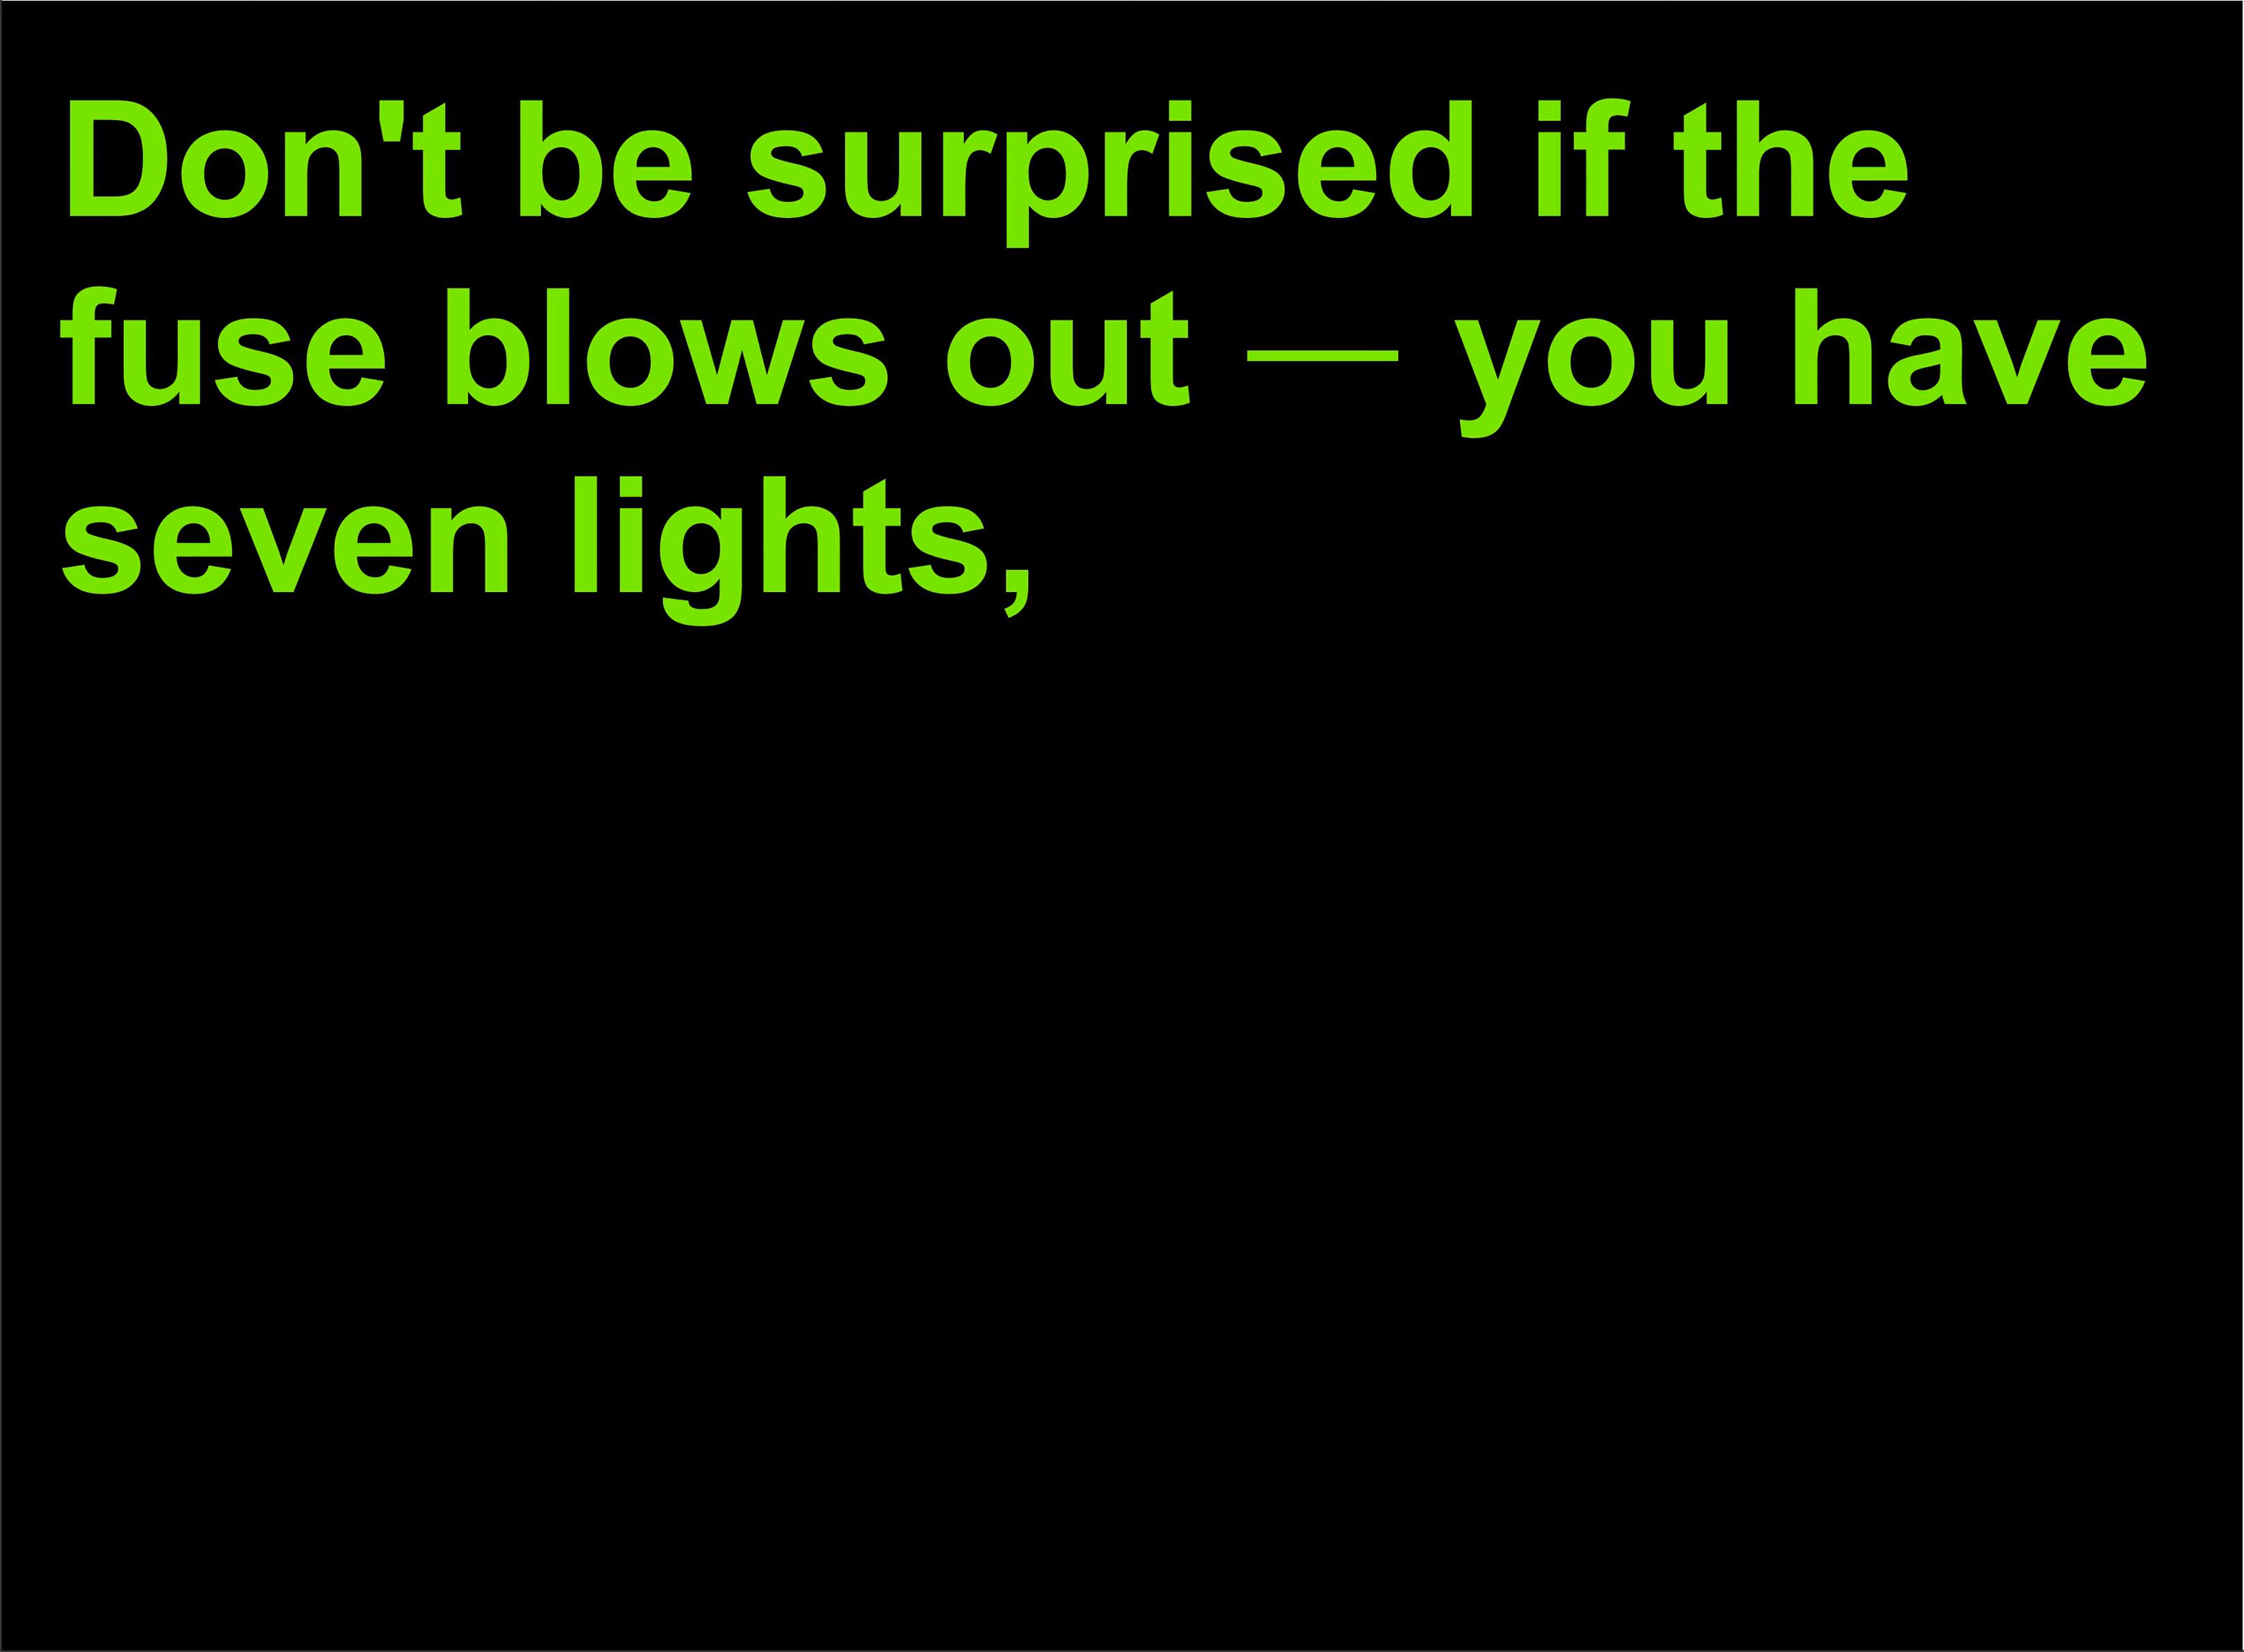 Don't be surprised if the
fuse blows out — you have
seven lights,